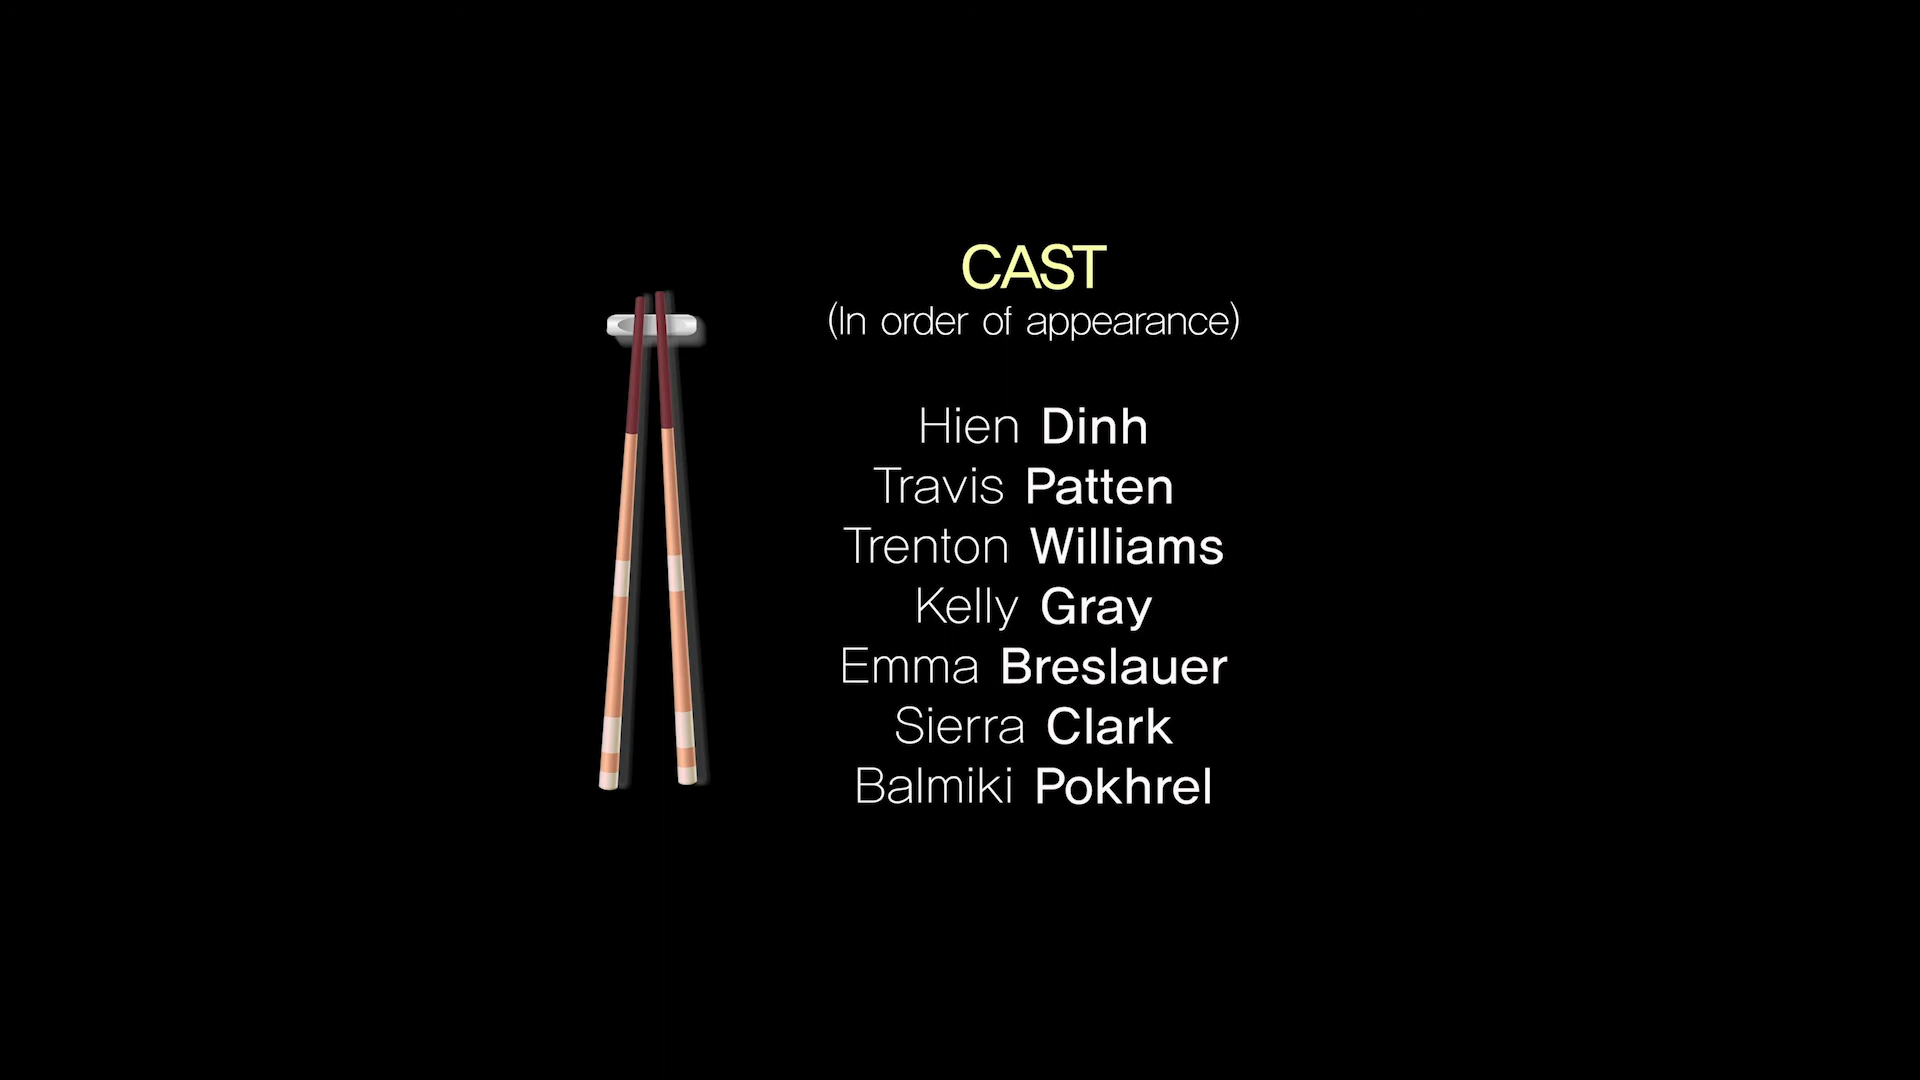 CAST
(In order of appearance)
Hien Dinh
Travis Patten
Trenton Williams
Kelly Gray
Emma Breslauer
Sierra Clark
Balmiki Pokhrel